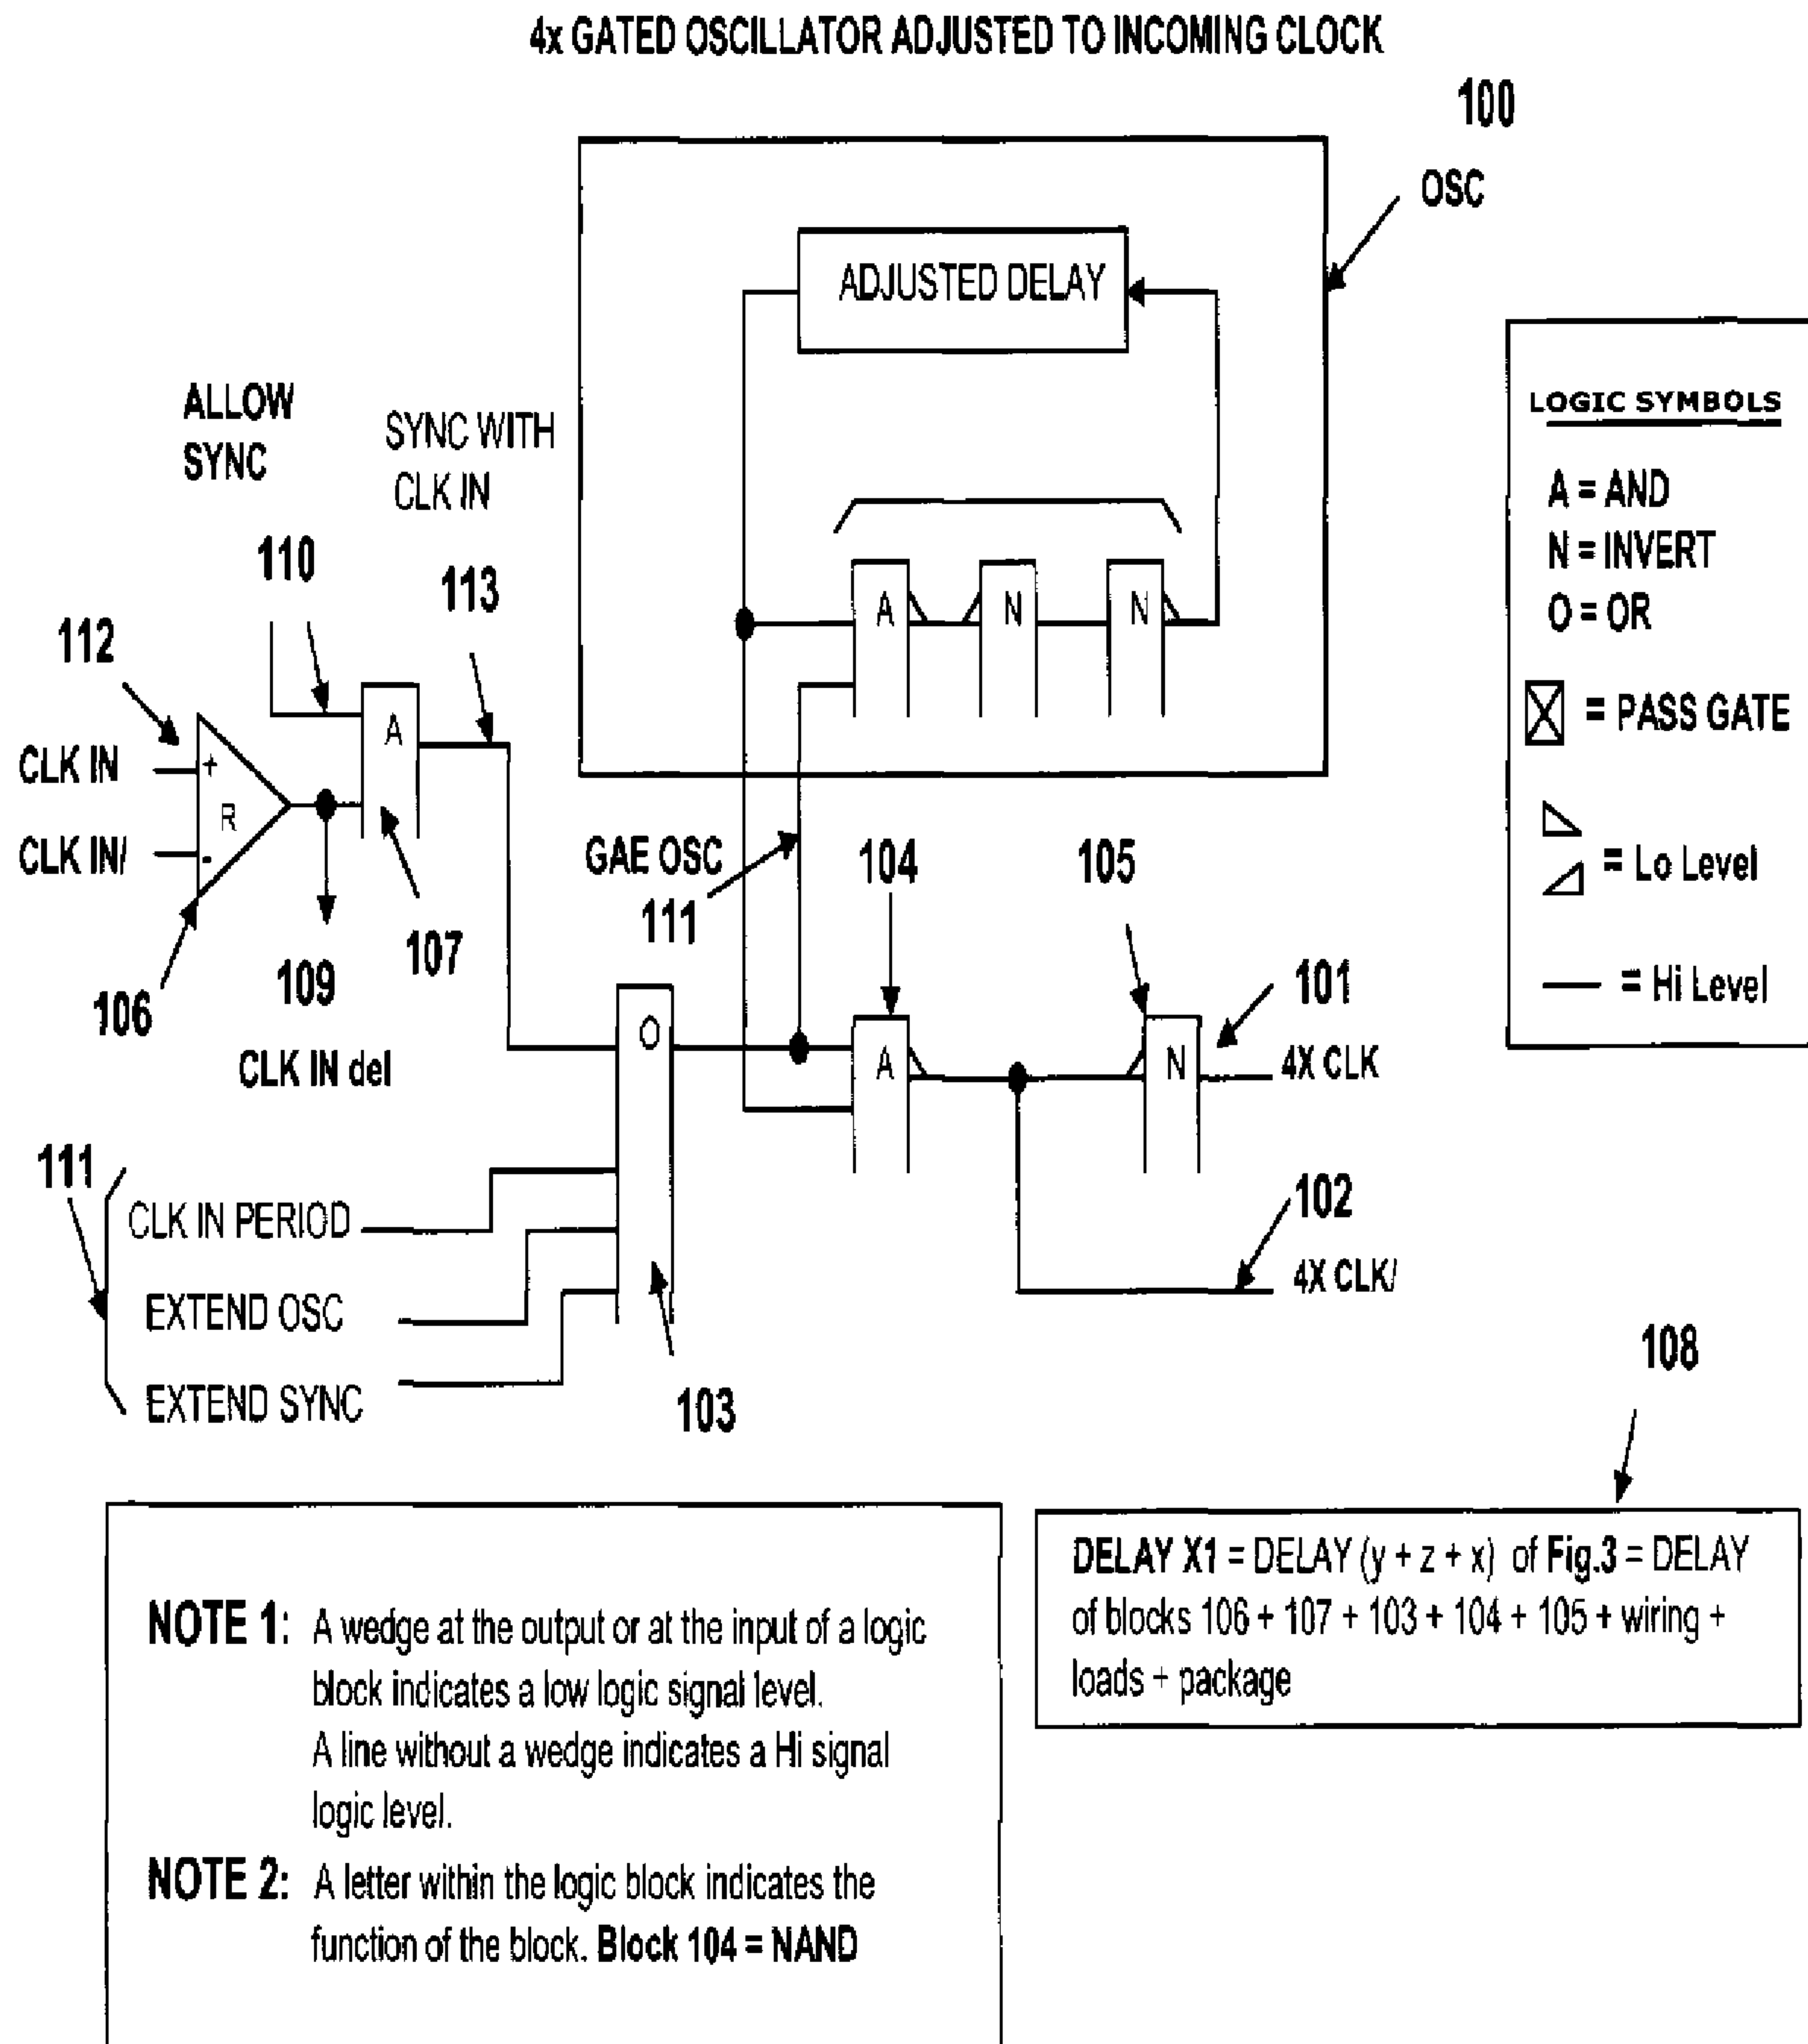 4x GATED OSCILLATOR ADJUSTED TO INCOMING CLOCK
100
OSC
ADJUSTED DELAY
ALLOW
SYNC
SYNC WITH
CLK IN
110
113
112
A
N
N
A
CLK IN
+
R
CLK IN/
-
106
109
107
CLK IN del
GAE OSC
111
104
105
O
A
N
101
4X CLK
102
4X CLK/
111
CLK IN PERIOD
EXTEND OSC
EXTEND SYNC
103
LOGIC SYMBOLS
A = AND
N = INVERT
O = OR
= PASS GATE
= Lo Level
= Hi Level
108
DELAY X1 = DELAY (y + z + x) of Fig.3 = DELAY
of blocks 106 + 107 + 103 + 104 + 105 + wiring +
loads + package
NOTE 1: A wedge at the output or at the input of a logic
block indicates a low logic signal level.
A line without a wedge indicates a Hi signal
logic level.
NOTE 2: A letter within the logic block indicates the
function of the block. Block 104 = NAND